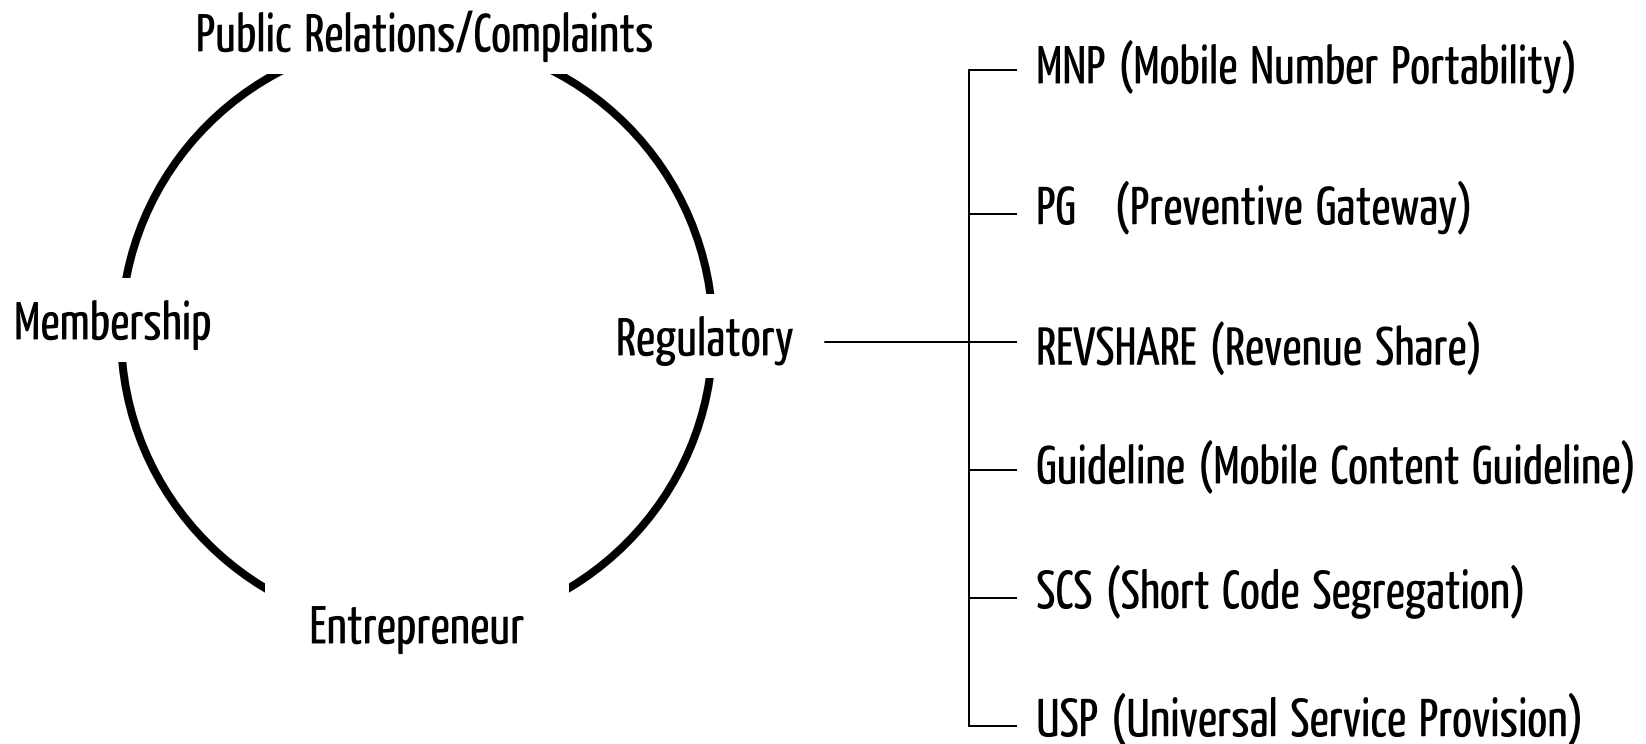 Public Relations/Complaints
Membership
Regulatory
Entrepreneur
MNP (Mobile Number Portability)
PG (Preventive Gateway)
REVSHARE (Revenue Share)
Guideline (Mobile Content Guideline)
SCS (Short Code Segregation)
USP (Universal Service Provision)